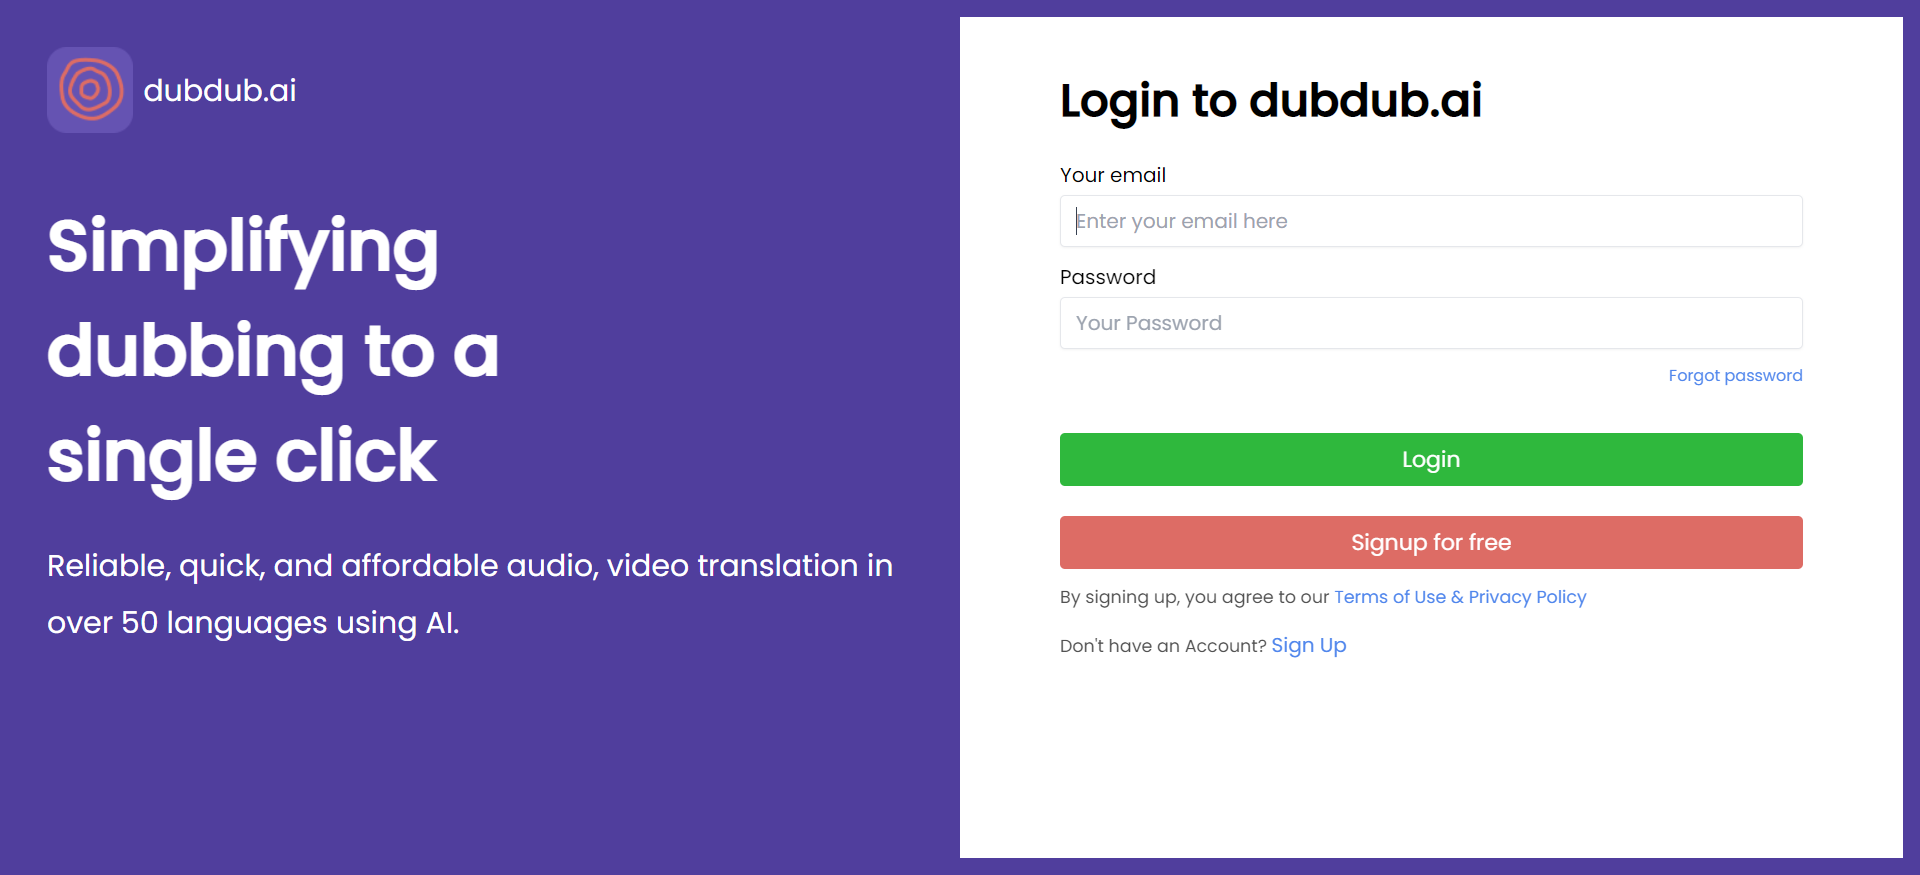 dubdub.ai
Simplifying
dubbing to a
single click
Reliable, quick, and affordable audio, video translation in
over 50 languages using AI.
Login to dubdub.ai
Your email
Enter your email here
Password
Your Password
Forgot password
Login
Signup for free
By signing up, you agree to our Terms of Use & Privacy Policy
Don't have an Account? Sign Up